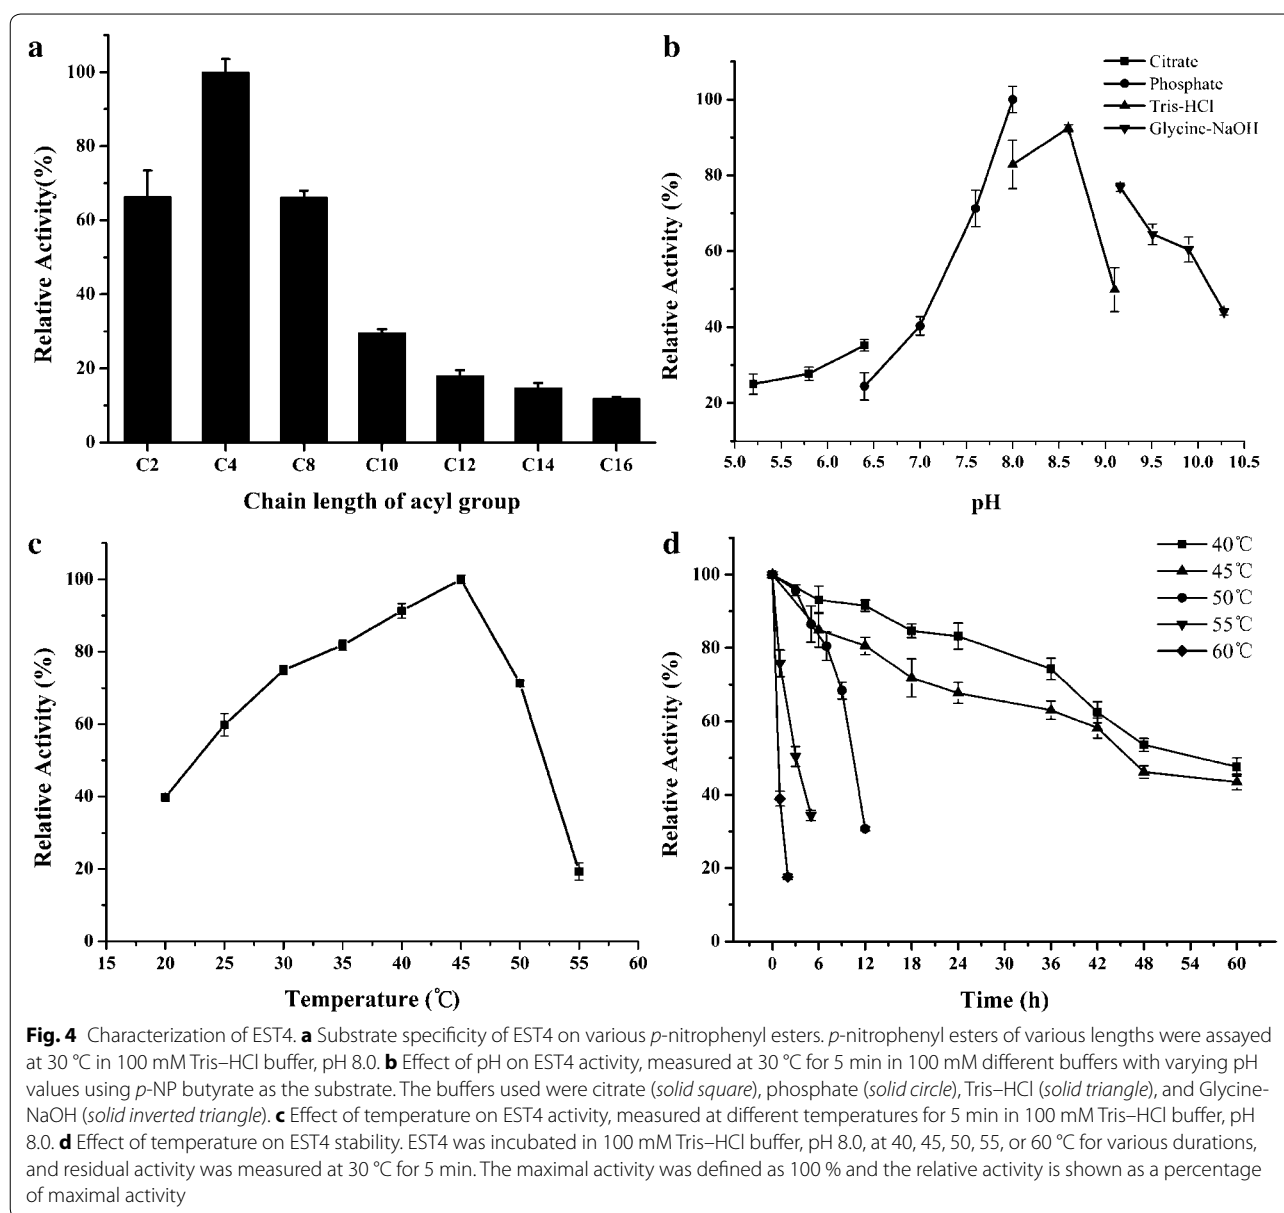 a
Relative Activity(%)
100
80
60
40
20
0
C2 C4 C8 C10 C12 C14 C16
Chain length of acyl group
b
Citrate
Phosphate
Tris-HCl
Glycine-NaOH
Relative Activity (%)
100
80
60
40
20
5.0 5.5 6.0 6.5 7.0 7.5 8.0 8.5 9.0 9.5 10.0 10.5
pH
c
Relative Activity (%)
100
80
60
40
20
0
15 20 25 30 35 40 45 50 55 60
Temperature (℃)
d
40℃
45℃
50℃
55℃
60℃
Relative Activity (%)
100
80
60
40
20
0
0 6 12 18 24 30 36 42 48 54 60
Time (h)
Fig. 4 Characterization of EST4. a Substrate specificity of EST4 on various p-nitrophenyl esters. p-nitrophenyl esters of various lengths were assayed
at 30 °C in 100 mM Tris–HCl buffer, pH 8.0. b Effect of pH on EST4 activity, measured at 30 °C for 5 min in 100 mM different buffers with varying pH
values using p-NP butyrate as the substrate. The buffers used were citrate (solid square), phosphate (solid circle), Tris–HCl (solid triangle), and Glycine-
NaOH (solid inverted triangle). c Effect of temperature on EST4 activity, measured at different temperatures for 5 min in 100 mM Tris–HCl buffer, pH
8.0. d Effect of temperature on EST4 stability. EST4 was incubated in 100 mM Tris–HCl buffer, pH 8.0, at 40, 45, 50, 55, or 60 °C for various durations,
and residual activity was measured at 30 °C for 5 min. The maximal activity was defined as 100 % and the relative activity is shown as a percentage
of maximal activity